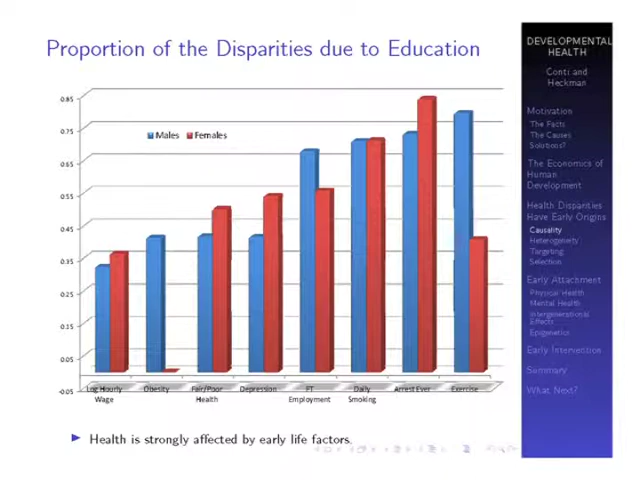 Proportion of the Disparities due to Education
0.85
0.75
0.65
0.55
0.45
0.35
0.25
0.15
0.05
-0.05
Males Females
Log Hourly Wage
Obesity
Fair/Poor Health
Depression
FT Employment
Daily Smoking
Arrest Ever
Exercise
Health is strongly affected by early life factors.
DEVELOPMENTAL
HEALTH
Conti and
Heckman
Motivation
The Facts
The Causes
Solutions?
The Economics of
Human
Development
Health Disparities
Have Early Origins
Causality
Heterogeneity
Targeting
Selection
Early Attachment
Physical Health
Mental Health
Intergenerational
Effects
Epigenetics
Early Intervention
Summary
What Next?